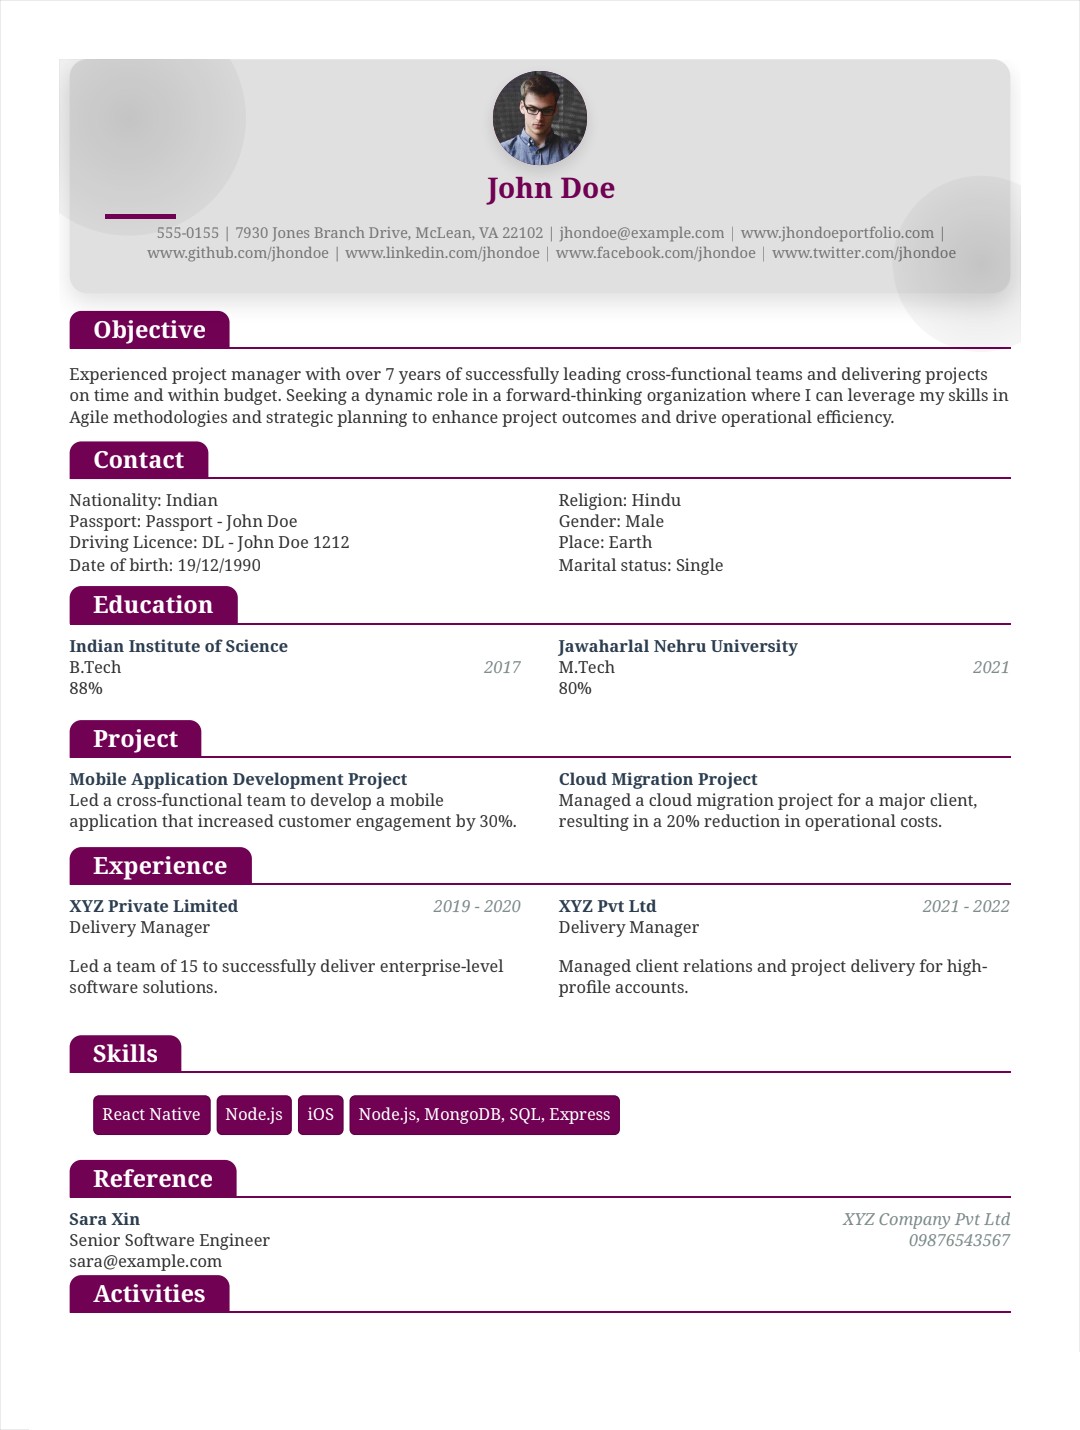 John Doe
555-0155 | 7930 Jones Branch Drive, McLean, VA 22102 | jhondoe@example.com | www.jhondoeportfolio.com |
www.github.com/jhondoe | www.linkedin.com/jhondoe | www.facebook.com/jhondoe | www.twitter.com/jhondoe
Objective
Experienced project manager with over 7 years of successfully leading cross-functional teams and delivering projects
on time and within budget. Seeking a dynamic role in a forward-thinking organization where I can leverage my skills in
Agile methodologies and strategic planning to enhance project outcomes and drive operational efficiency.
Contact
Nationality: Indian
Passport: Passport - John Doe
Driving Licence: DL - John Doe 1212
Date of birth: 19/12/1990
Religion: Hindu
Gender: Male
Place: Earth
Marital status: Single
Education
Indian Institute of Science
B.Tech 2017
88%
Jawaharlal Nehru University
M.Tech 2021
80%
Project
Mobile Application Development Project
Led a cross-functional team to develop a mobile
application that increased customer engagement by 30%.
Cloud Migration Project
Managed a cloud migration project for a major client,
resulting in a 20% reduction in operational costs.
Experience
XYZ Private Limited 2019 - 2020
Delivery Manager
Led a team of 15 to successfully deliver enterprise-level
software solutions.
XYZ Pvt Ltd 2021 - 2022
Delivery Manager
Managed client relations and project delivery for high-
profile accounts.
Skills
React Native Node.js iOS Node.js, MongoDB, SQL, Express
Reference
Sara Xin XYZ Company Pvt Ltd
Senior Software Engineer 09876543567
sara@example.com
Activities